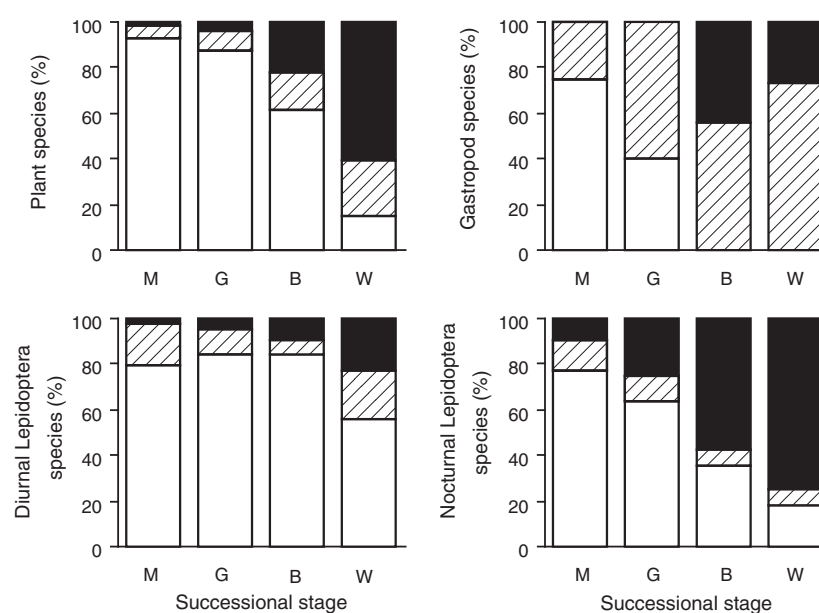 Plant species (%)
100
80
60
40
20
0
M G B W
Gastropod species (%)
100
80
60
40
20
0
M G B W
Diurnal Lepidoptera
species (%)
100
80
60
40
20
0
M G B W
Successional stage
Nocturnal Lepidoptera
species (%)
100
80
60
40
20
0
M G B W
Successional stage